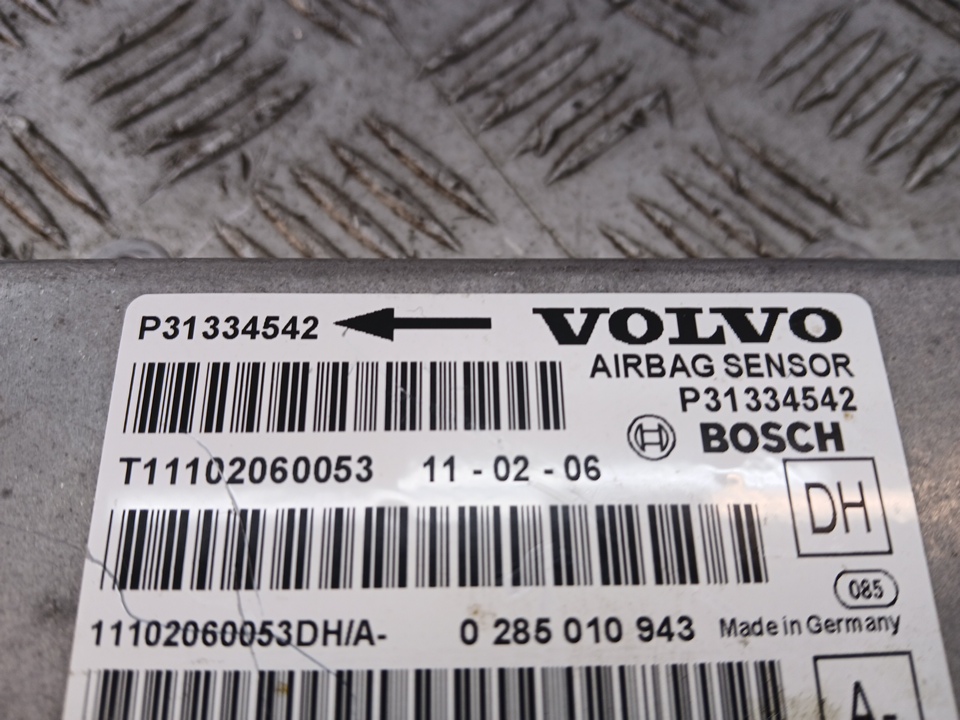 P31334542
VOLVO
AIRBAG SENSOR
P31334542
BOSCH
T11102060053 11 - 02 - 06
DH
085
11102060053DH/A- 0 285 010 943 Made in Germany
A-